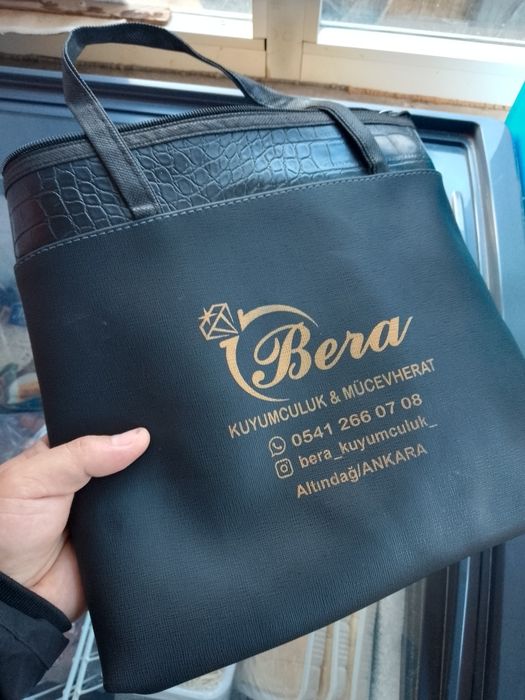 Bera
KUYUMCULUK & MÜCEVHERAT
0541 266 07 08
bera_kuyumculuk_
Altındağ/ANKARA